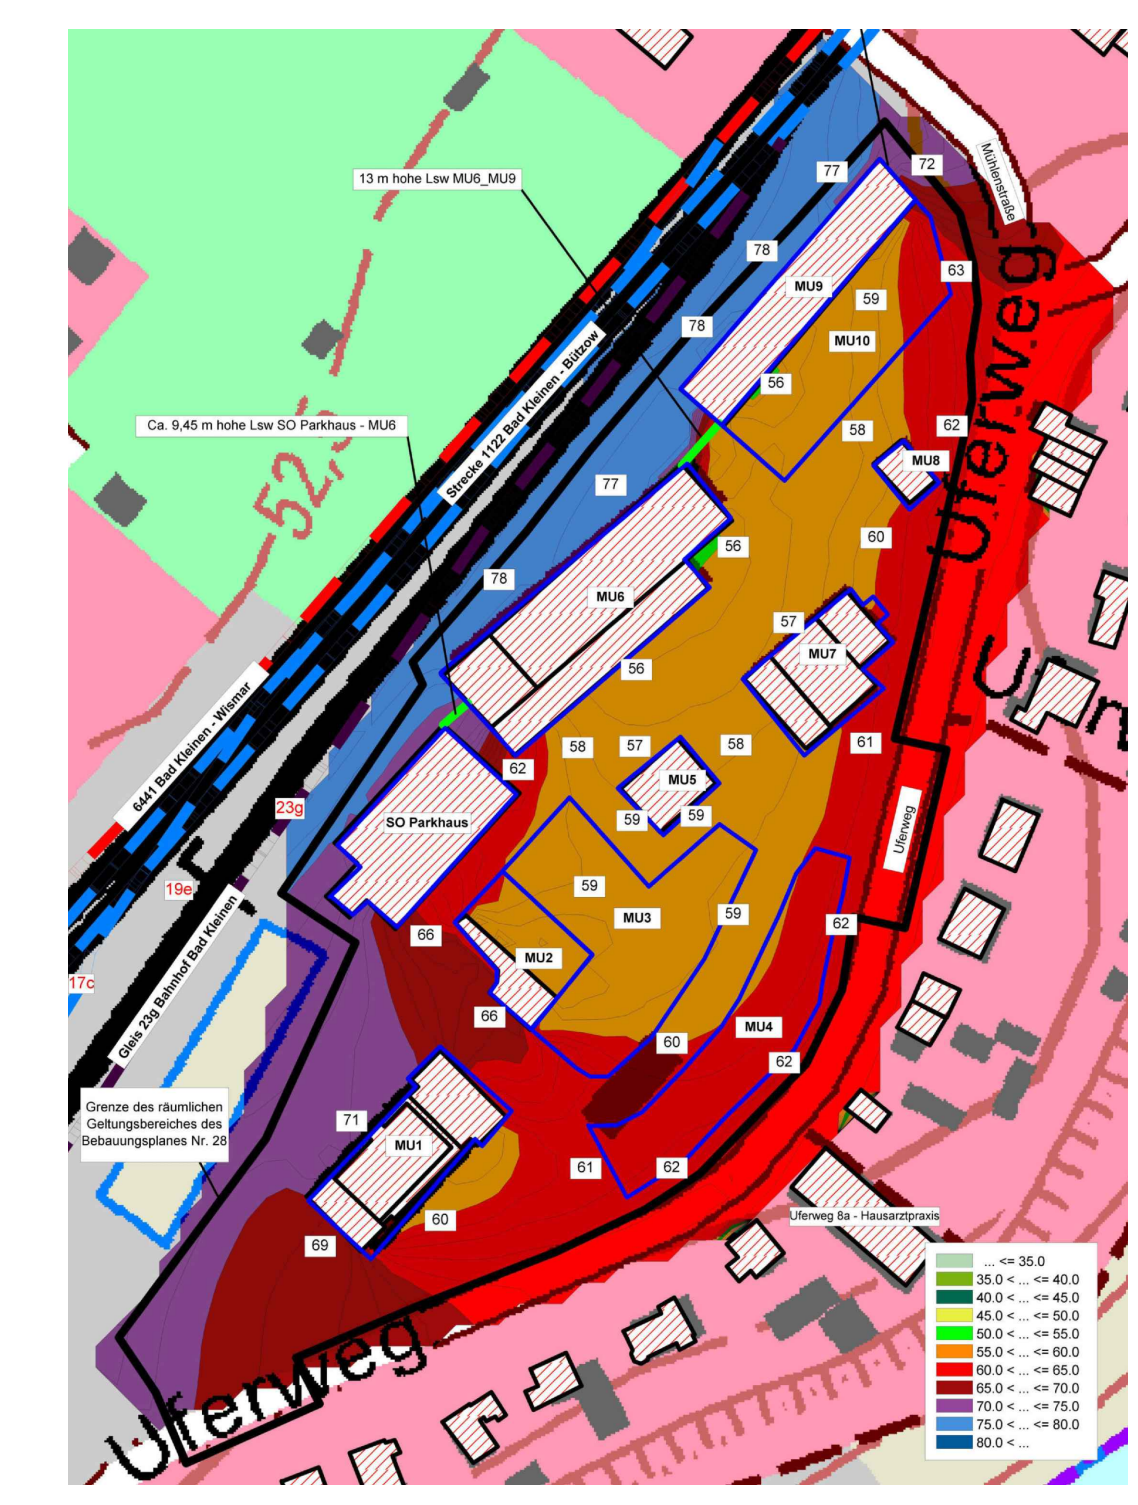 Mühlenstraße
72
77
13 m hohe Lsw MU6_MU9
78
63
MU9
59
Uferweg
78
MU10
Strecke 1122 Bad Kleinen - Bützow
56
Ca. 9,45 m hohe Lsw SO Parkhaus - MU6
62
58
52,5
MU8
77
60
56
78
MU6
57
MU7
56
6441 Bad Kleinen - Wismar
58
57
58
61
62
MU5
23g
59
59
SO Parkhaus
Uferweg
19e
59
MU3
59
62
66
Gleis 23g Bahnhof Bad Kleinen
MU2
17c
66
MU4
60
62
Grenze des räumlichen
Geltungsbereiches des
Bebauungsplanes Nr. 28
71
MU1
61
62
60
Uferweg 8a - Hausarztpraxis
69
Uferweg
... <= 35.0
35.0 < ... <= 40.0
40.0 < ... <= 45.0
45.0 < ... <= 50.0
50.0 < ... <= 55.0
55.0 < ... <= 60.0
60.0 < ... <= 65.0
65.0 < ... <= 70.0
70.0 < ... <= 75.0
75.0 < ... <= 80.0
80.0 < ...